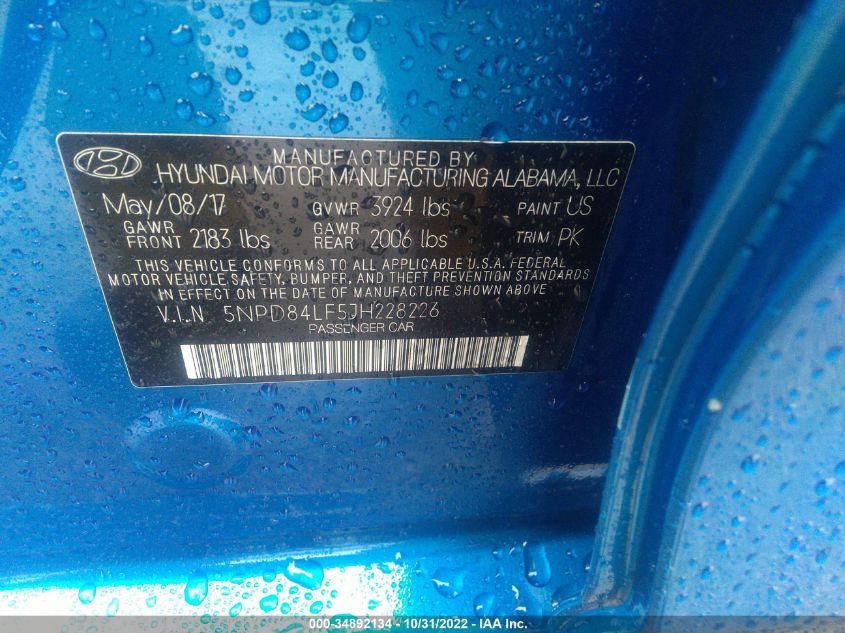 MANUFACTURED BY
HYUNDAI MOTOR MANUFACTURING ALABAMA, LLC
May/08/17 GVWR 3924 lbs PAINT US
GAWR FRONT 2183 lbs GAWR REAR 2006 lbs TRIM PK
THIS VEHICLE CONFORMS TO ALL APPLICABLE U.S.A. FEDERAL
MOTOR VEHICLE SAFETY, BUMPER, AND THEFT PREVENTION STANDARDS
IN EFFECT ON THE DATE OF MANUFACTURE SHOWN ABOVE
V.I.N 5NPD84LF5JH228226
PASSENGER CAR
000-34892134 - 10/31/2022 - IAA Inc.